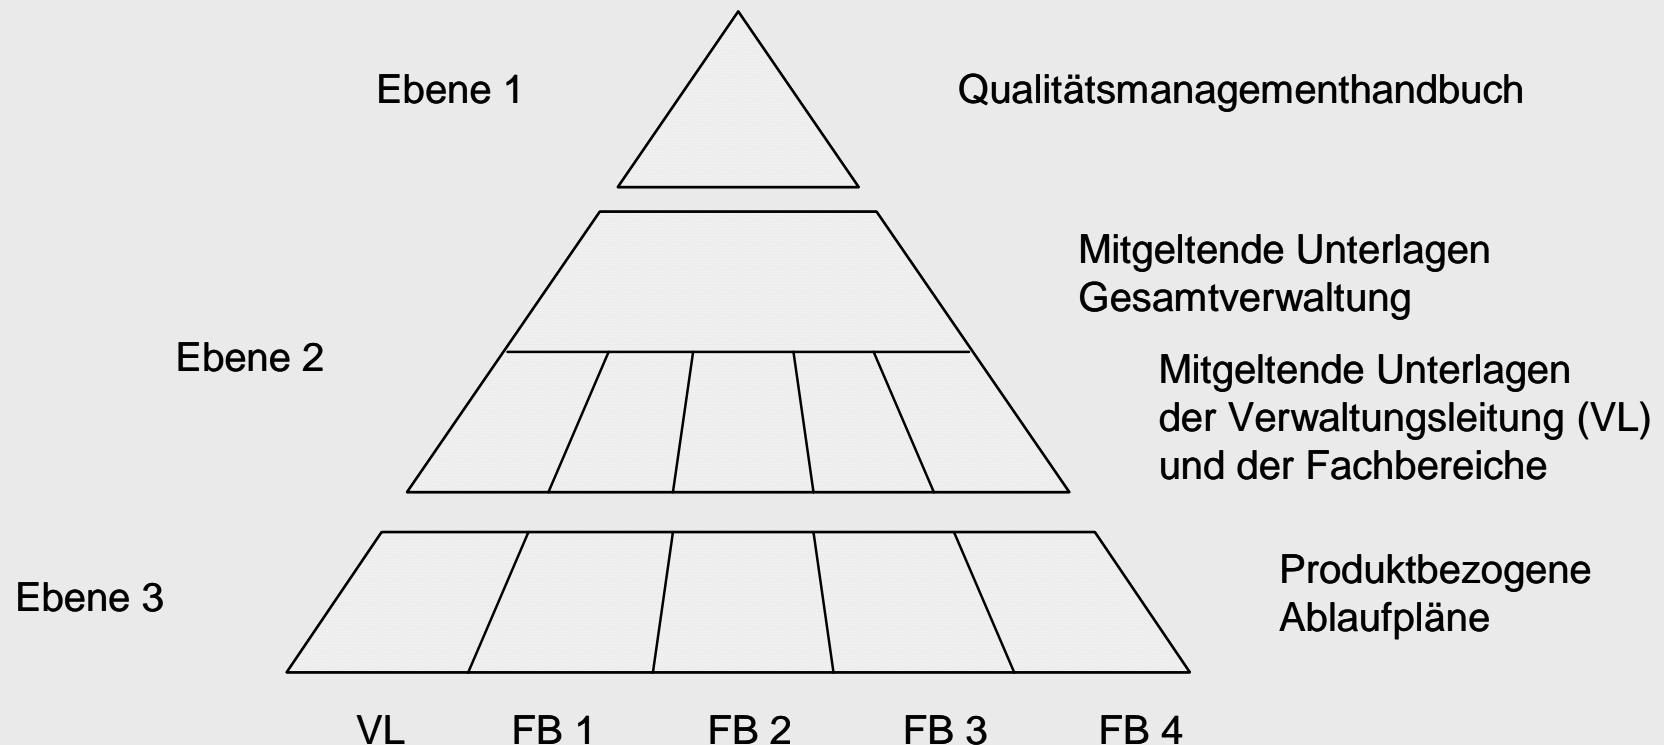 Ebene 1
Qualitätsmanagementhandbuch
Mitgeltende Unterlagen
Gesamtverwaltung
Ebene 2
Mitgeltende Unterlagen
der Verwaltungsleitung (VL)
und der Fachbereiche
Ebene 3
Produktbezogene
Ablaufpläne
VL FB 1 FB 2 FB 3 FB 4